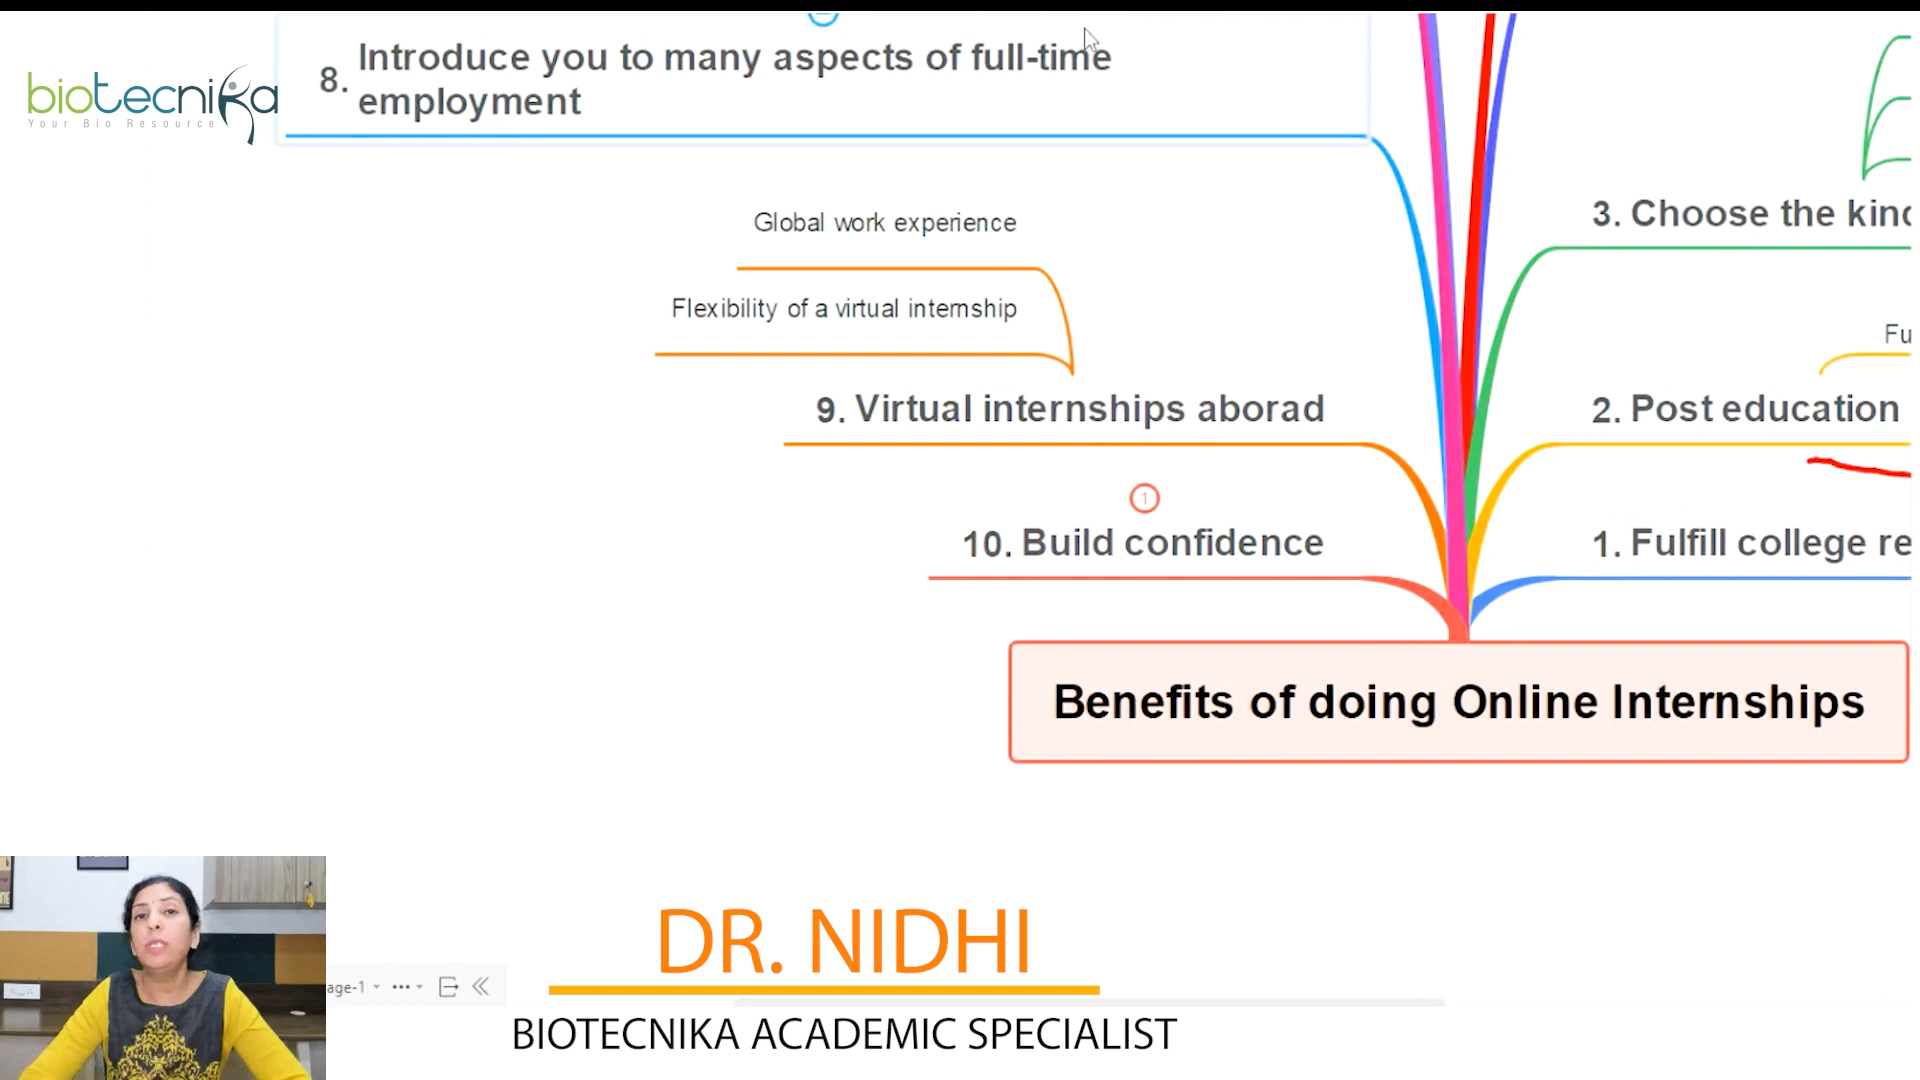 biotecnika
Your Bio Resource
8. Introduce you to many aspects of full-time
employment
Global work experience
Flexibility of a virtual internship
9. Virtual internships aborad
1
10. Build confidence
3. Choose the
2. Post education
1. Fulfill college
Benefits of doing Online Internships
DR. NIDHI
BIOTECNIKA ACADEMIC SPECIALIST